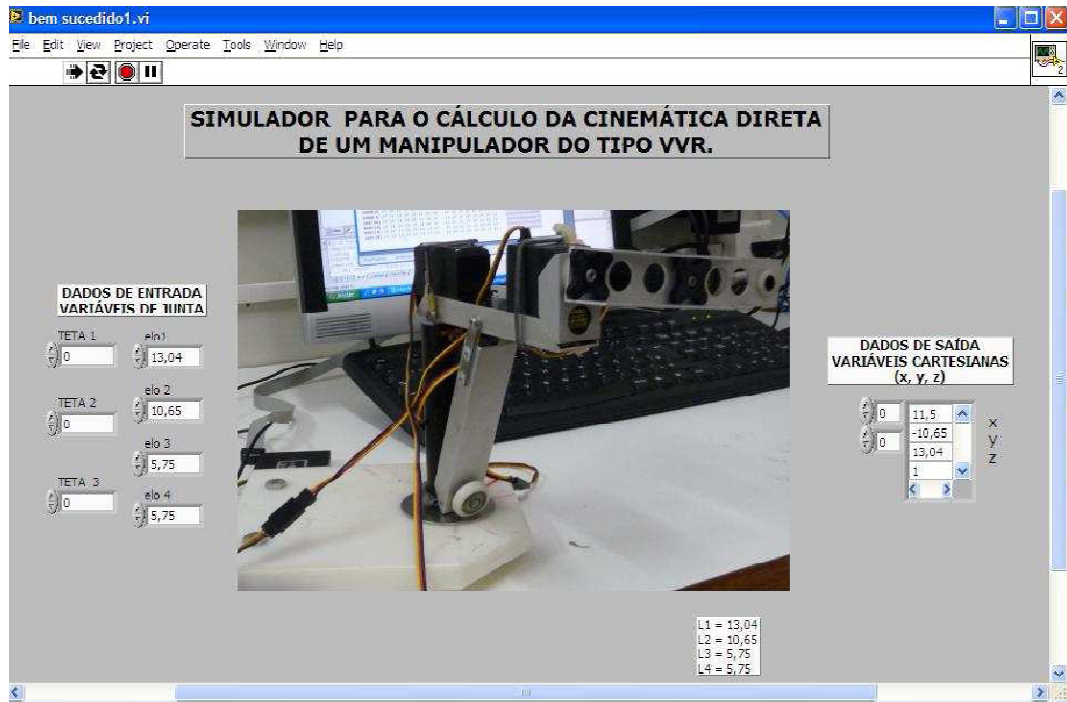 bem sucedido1.vi
File Edit View Project Operate Tools Window Help
2
SIMULADOR PARA O CÁLCULO DA CINEMÁTICA DIRETA
DE UM MANIPULADOR DO TIPO VVR.
DADOS DE ENTRADA
VARIÁVEIS DE JUNTA
TETA 1
elo1
0
13,04
elo 2
TETA 2
10,65
0
elo 3
5,75
TETA 3
elo 4
0
5,75
DADOS DE SAÍDA
VARIÁVEIS CARTESIANAS
(x, y, z)
0
11,5
x
0
-10,65
y
13,04
z
1
L1 = 13,04
L2 = 10,65
L3 = 5,75
L4 = 5,75